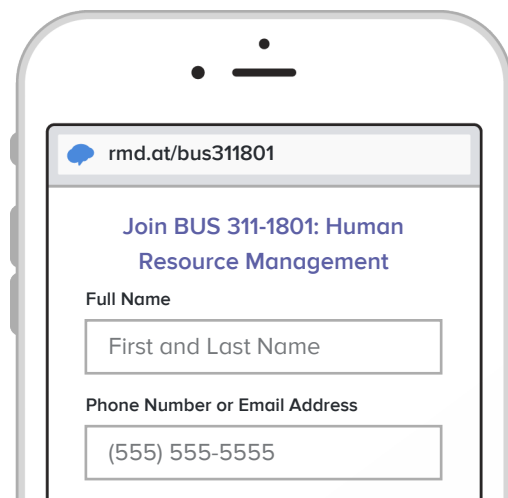 rmd.at/bus311801
Join BUS 311-1801: Human
Resource Management
Full Name
First and Last Name
Phone Number or Email Address
(555) 555-5555